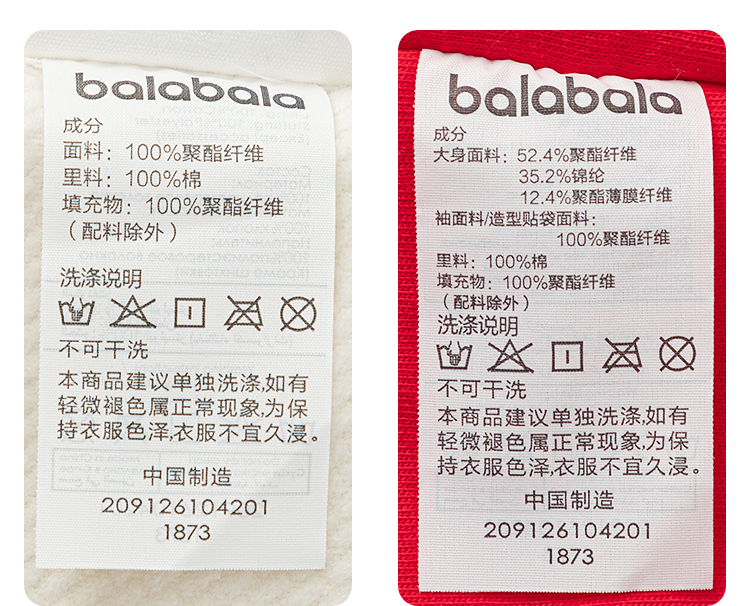 balabala
成分
面料：100%聚酯纤维
里料：100%棉
填充物：100%聚酯纤维
（配料除外）
洗涤说明
不可干洗
本商品建议单独洗涤,如有
轻微褪色属正常现象,为保
持衣服色泽,衣服不宜久浸。
中国制造
209126104201
1873
balabala
成分
大身面料：52.4%聚酯纤维
35.2%锦纶
12.4%聚酯薄膜纤维
袖面料/造型贴袋面料：
100%聚酯纤维
里料：100%棉
填充物：100%聚酯纤维
（配料除外）
洗涤说明
不可干洗
本商品建议单独洗涤,如有
轻微褪色属正常现象,为保
持衣服色泽,衣服不宜久浸。
中国制造
209126104201
1873